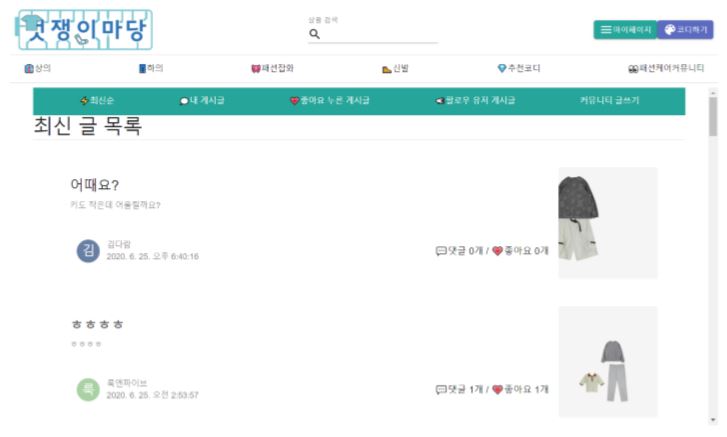 멋쟁이마당
상품 검색
마이페이지
코디하기
상의
하의
패션잡화
신발
추천코디
패션케어커뮤니티
최신순
내 게시글
좋아요 누른 게시글
팔로우 유저 게시글
커뮤니티 글쓰기
최신 글 목록
어때요?
키도 작은데 어울릴까요?
김
김다람
2020. 6. 25. 오후 6:40:16
댓글 0개 / 좋아요 0개
ㅎㅎㅎㅎ
ㅎㅎㅎㅎ
룩
룩앤파이브
2020. 6. 25. 오전 2:53:57
댓글 1개 / 좋아요 1개